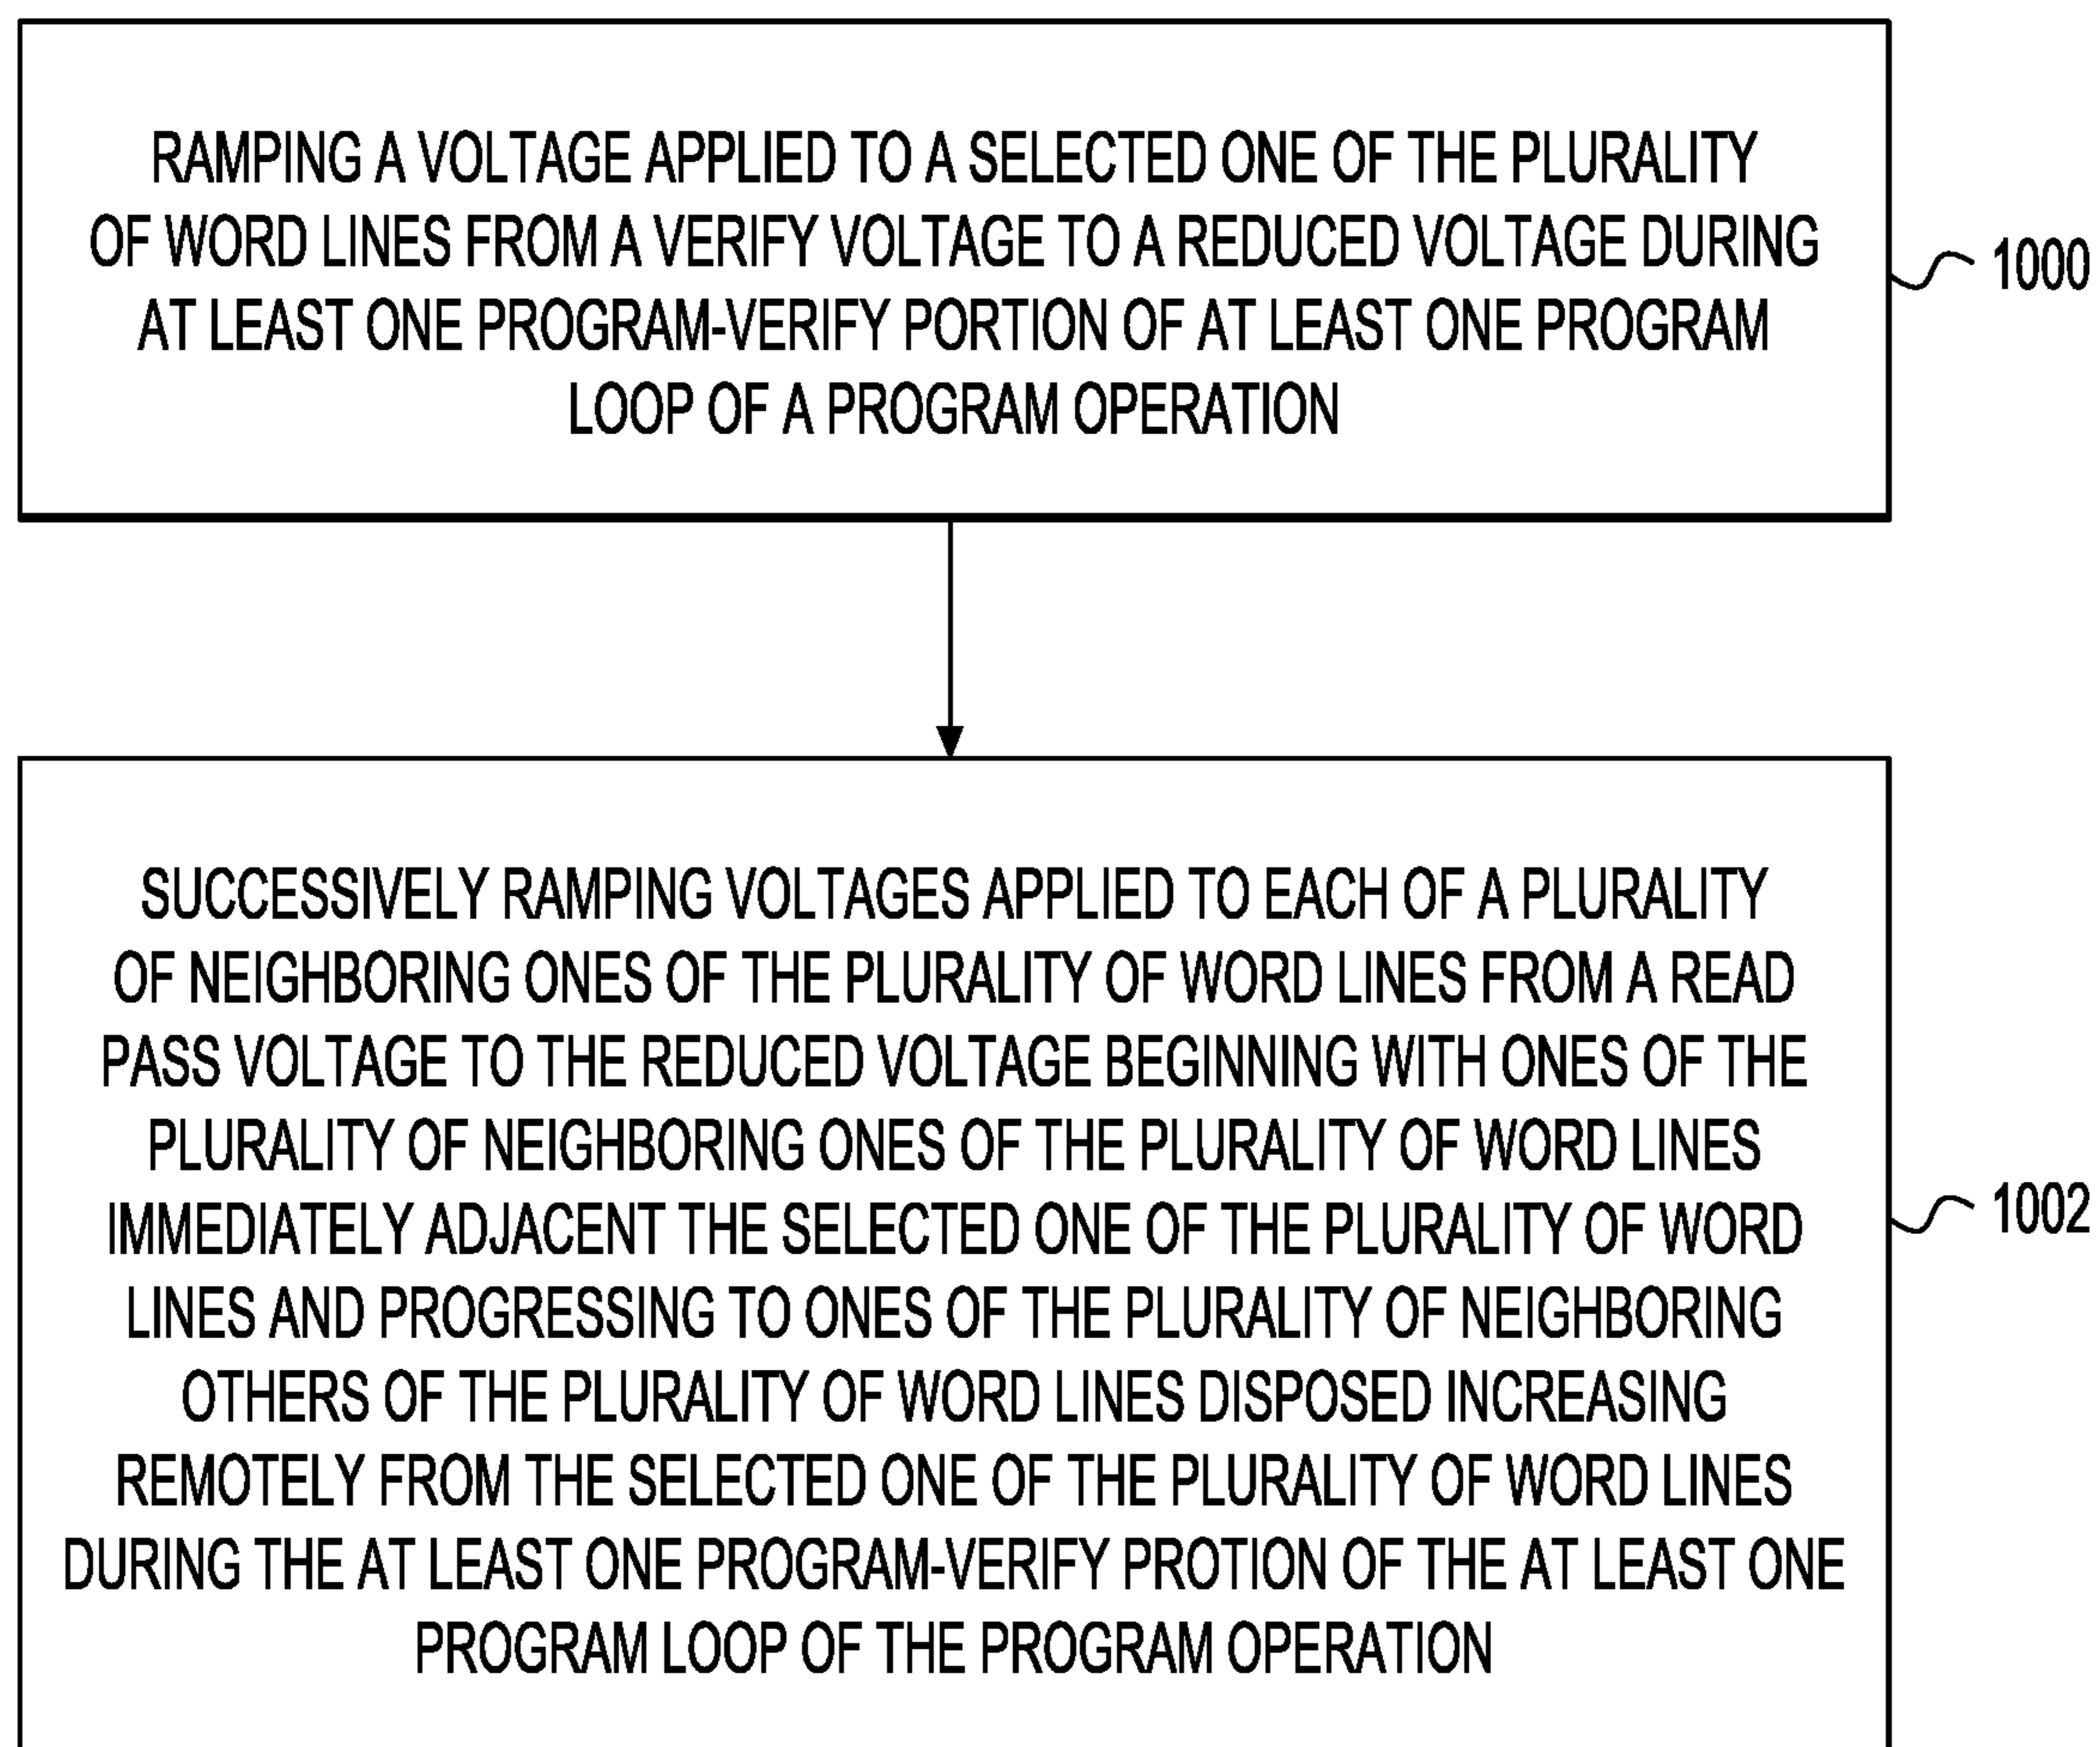 RAMPING A VOLTAGE APPLIED TO A SELECTED ONE OF THE PLURALITY
OF WORD LINES FROM A VERIFY VOLTAGE TO A REDUCED VOLTAGE DURING
AT LEAST ONE PROGRAM-VERIFY PORTION OF AT LEAST ONE PROGRAM
LOOP OF A PROGRAM OPERATION
1000
SUCCESSIVELY RAMPING VOLTAGES APPLIED TO EACH OF A PLURALITY
OF NEIGHBORING ONES OF THE PLURALITY OF WORD LINES FROM A READ
PASS VOLTAGE TO THE REDUCED VOLTAGE BEGINNING WITH ONES OF THE
PLURALITY OF NEIGHBORING ONES OF THE PLURALITY OF WORD LINES
IMMEDIATELY ADJACENT THE SELECTED ONE OF THE PLURALITY OF WORD
LINES AND PROGRESSING TO ONES OF THE PLURALITY OF NEIGHBORING
OTHERS OF THE PLURALITY OF WORD LINES DISPOSED INCREASING
REMOTELY FROM THE SELECTED ONE OF THE PLURALITY OF WORD LINES
DURING THE AT LEAST ONE PROGRAM-VERIFY PROTION OF THE AT LEAST ONE
PROGRAM LOOP OF THE PROGRAM OPERATION
1002